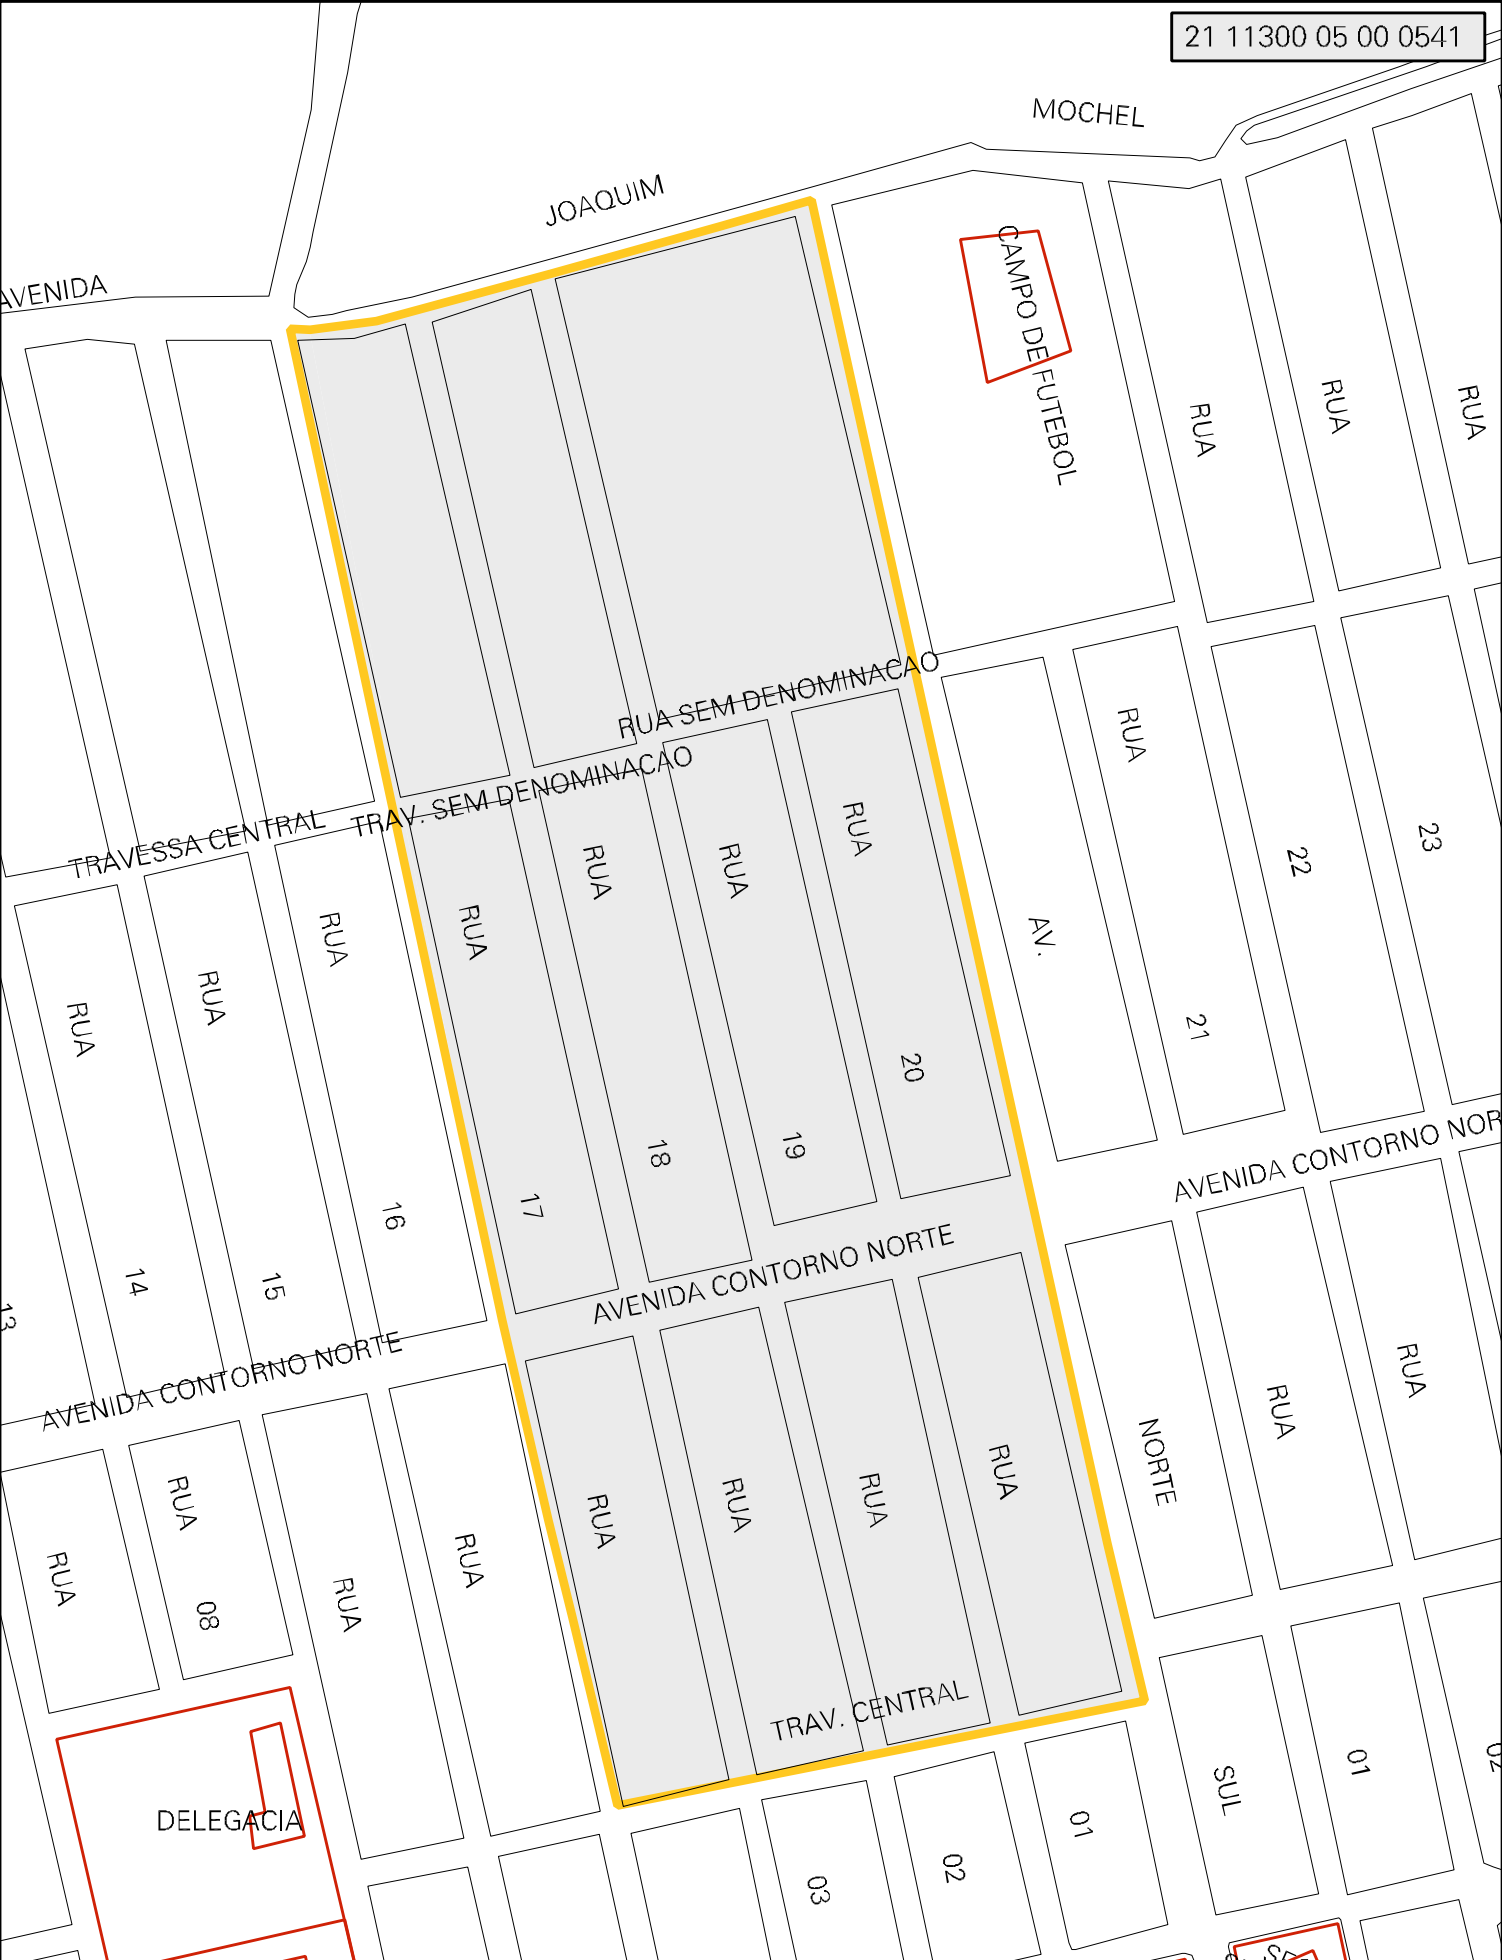 21 11300 05 00 0541
MOCHEL
JOAQUIM
AVENIDA
CAMPO DE FUTEBOL
RUA
RUA
RUA
RUA SEM DENOMINACAO
TRAV. SEM DENOMINACAO
TRAVESSA CENTRAL
RUA
RUA
RUA
RUA
RUA
RUA
RUA
RUA
AV.
22
23
21
20
19
18
17
16
15
14
13
AVENIDA CONTORNO NOR
AVENIDA CONTORNO NORTE
AVENIDA CONTORNO NORTE
RUA
RUA
NORTE
RUA
RUA
RUA
RUA
RUA
RUA
RUA
RUA
08
TRAV. CENTRAL
DELEGACIA
SUL
01
02
01
02
03